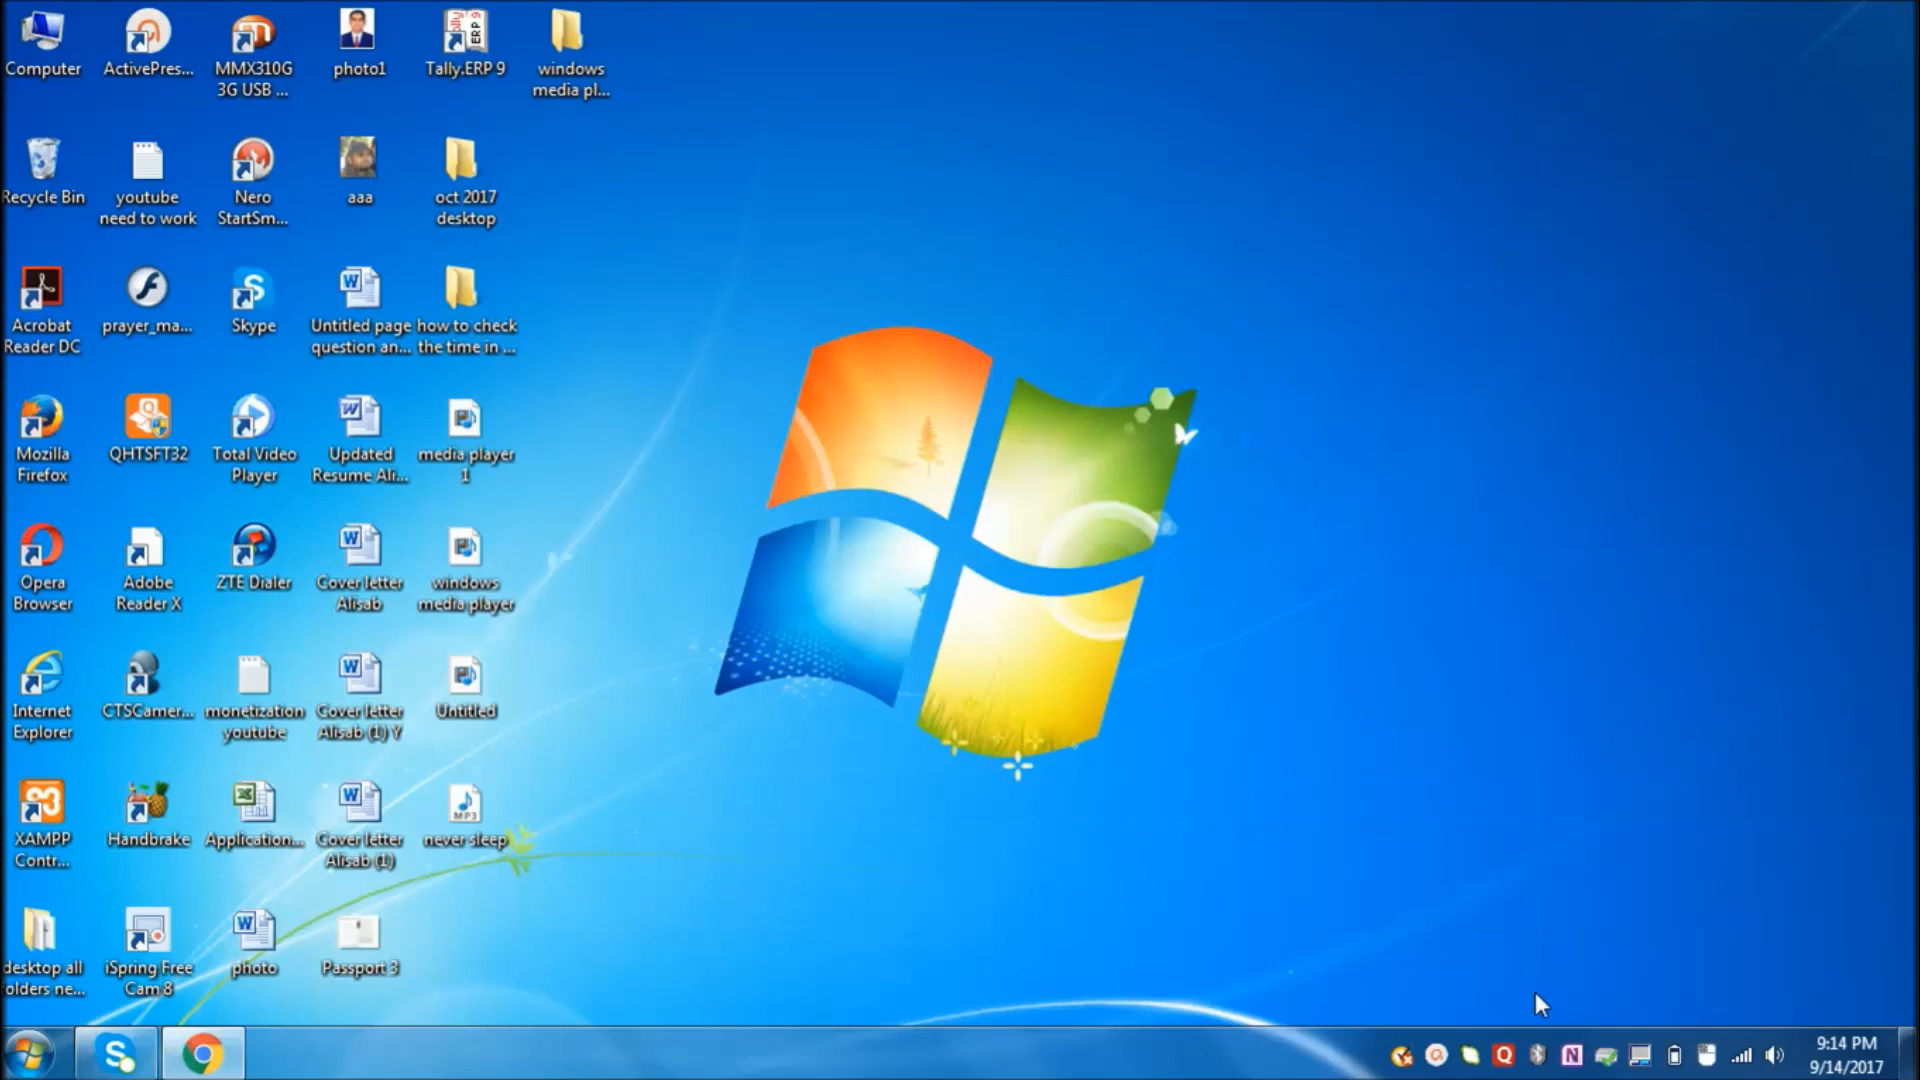 Computer
ActivePres...
MMX310G
3G USB ...
photo1
Tally.ERP 9
windows
media pl...
Recycle Bin
youtube
need to work
Nero
StartSm...
aaa
oct 2017
desktop
Acrobat
Reader DC
prayer_ma...
Skype
Untitled page
question an...
how to check
the time in ...
Mozilla
Firefox
QHTSFT32
Total Video
Player
Updated
Resume Ali...
media player
1
Opera
Browser
Adobe
Reader X
ZTE Dialer
Cover letter
Alisab
windows
media player
Internet
Explorer
CTSCamer...
monetization
youtube
Cover letter
Alisab (1) Y
Untitled
XAMPP
Contr...
Handbrake
Application...
Cover letter
Alisab (1)
MP3
never sleep
desktop all
folders ne...
iSpring Free
Cam 8
photo
Passport 3
9:14 PM
9/14/2017